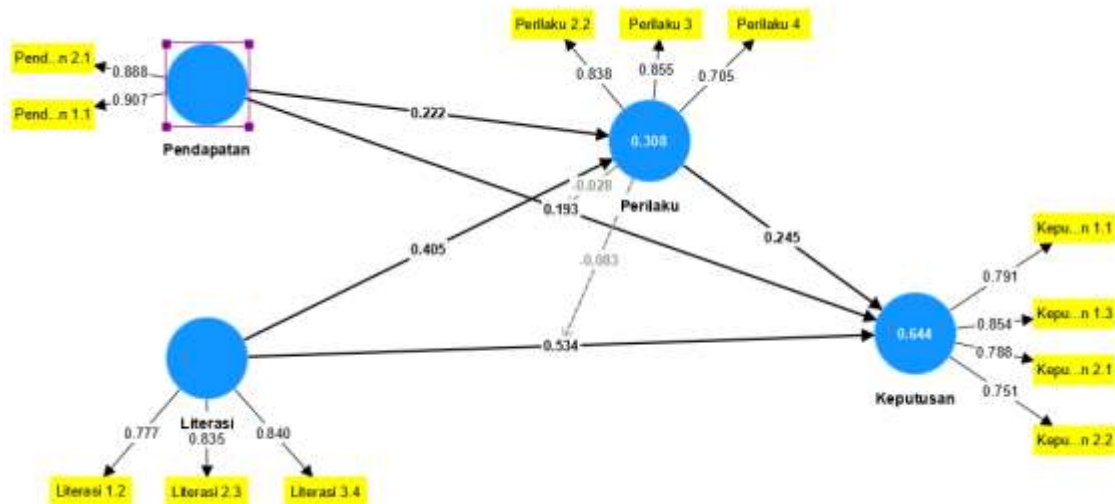 Perilaku 2.2
Perilaku 3
Perilaku 4
Pend...n 2.1
0.888
0.838
0.855
0.705
Pend...n 1.1
0.907
0.222
0.308
Pendapatan
-0.028
Perilaku
0.193
0.405
0.245
-0.083
Kepu...n 1.1
0.791
Kepu...n 1.3
0.854
0.534
0.644
0.788
Kepu...n 2.1
0.751
Keputusan
Literasi
0.777
0.835
0.840
Kepu...n 2.2
Literasi 1.2
Literasi 2.3
Literasi 3.4